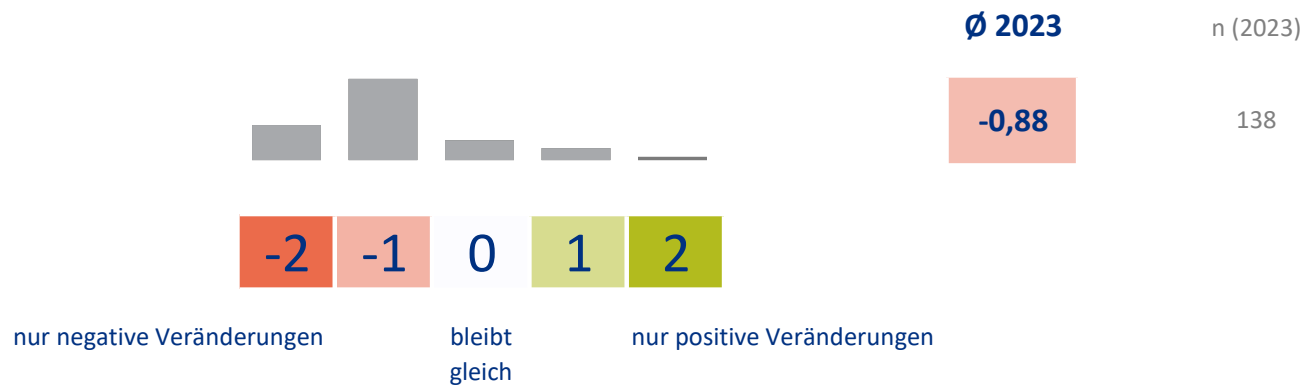 Ø 2023 n (2023)
-0,88 138
-2 -1 0 1 2
nur negative Veränderungen bleibt nur positive Veränderungen
gleich